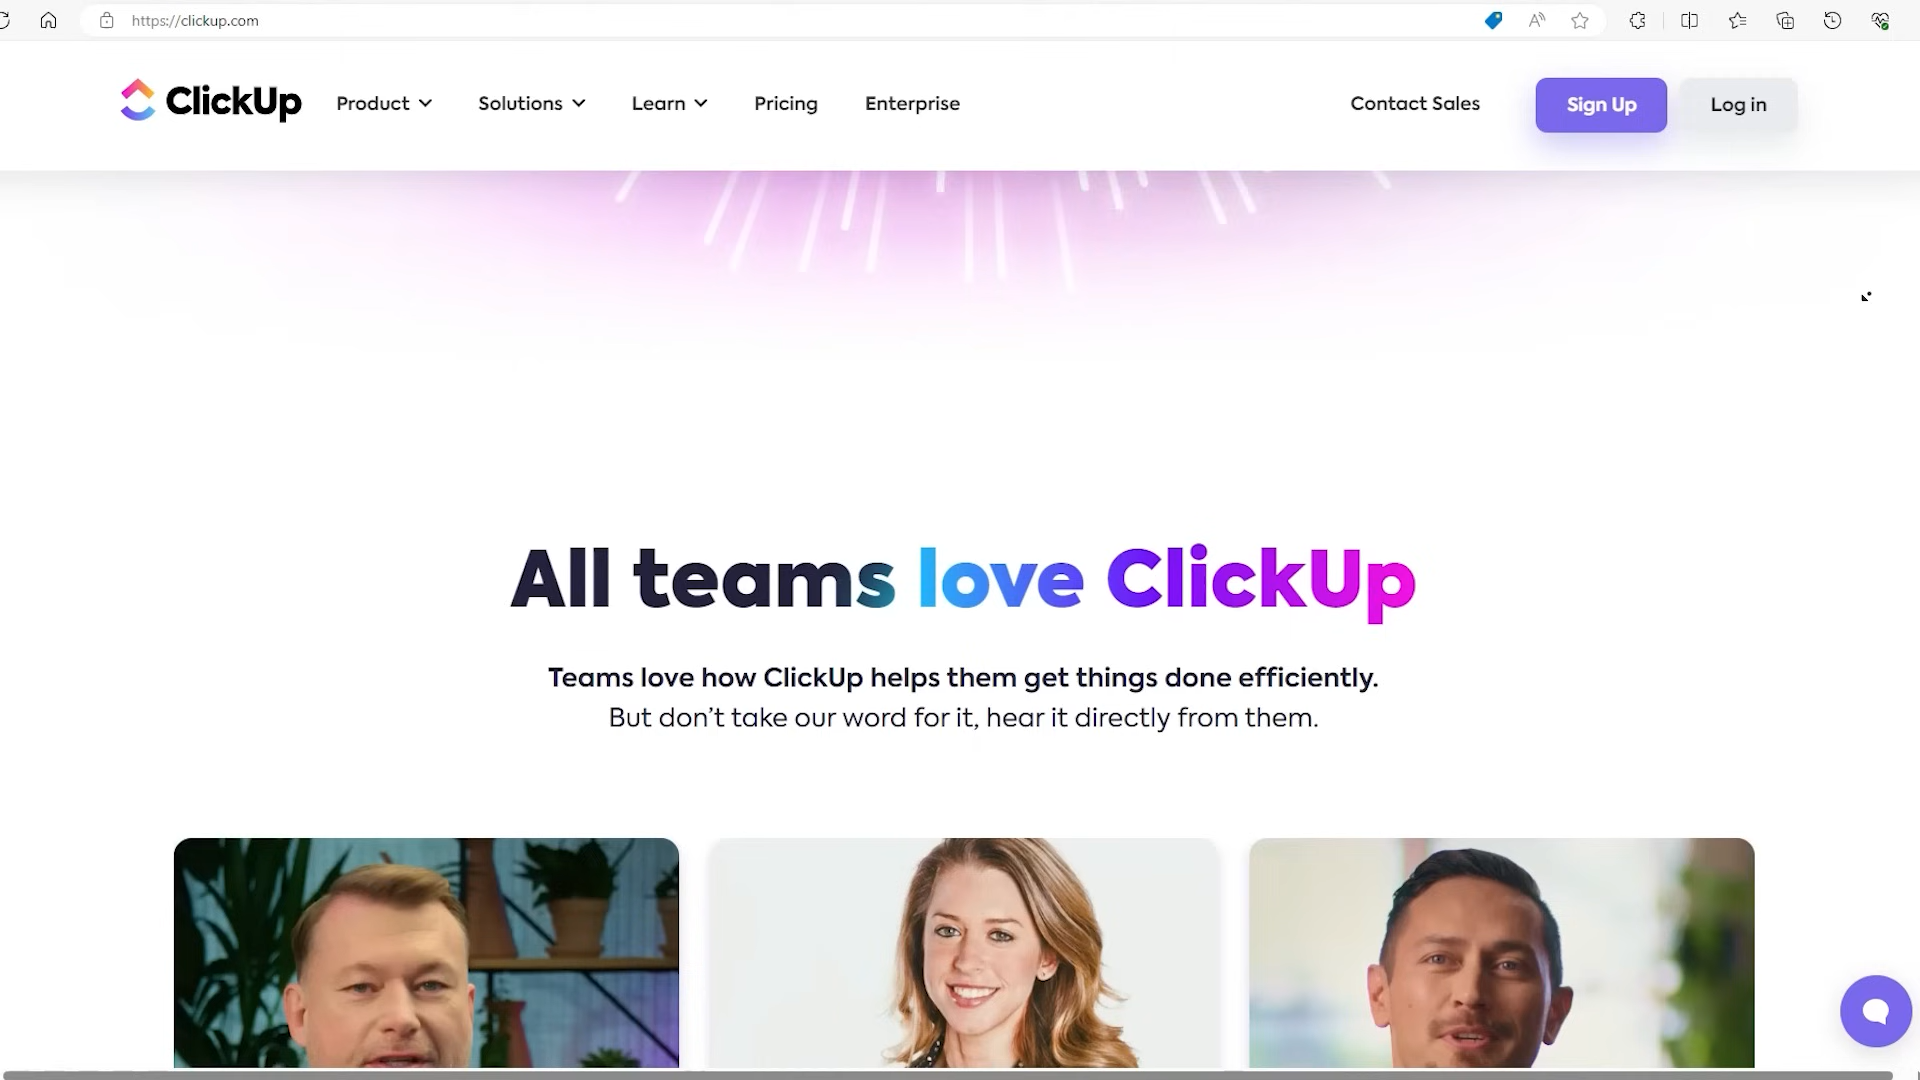 https://clickup.com
ClickUp Product Solutions Learn Pricing Enterprise Contact Sales Sign Up Log in
All teams love ClickUp
Teams love how ClickUp helps them get things done efficiently.
But don’t take our word for it, hear it directly from them.